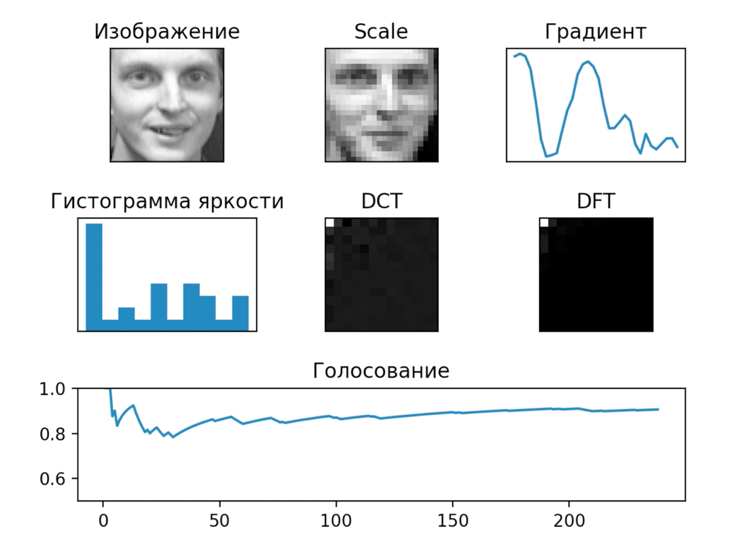 Изображение
Scale
Градиент
Гистограмма яркости
DCT
DFT
Голосование
1.0
0.8
0.6
0
50
100
150
200